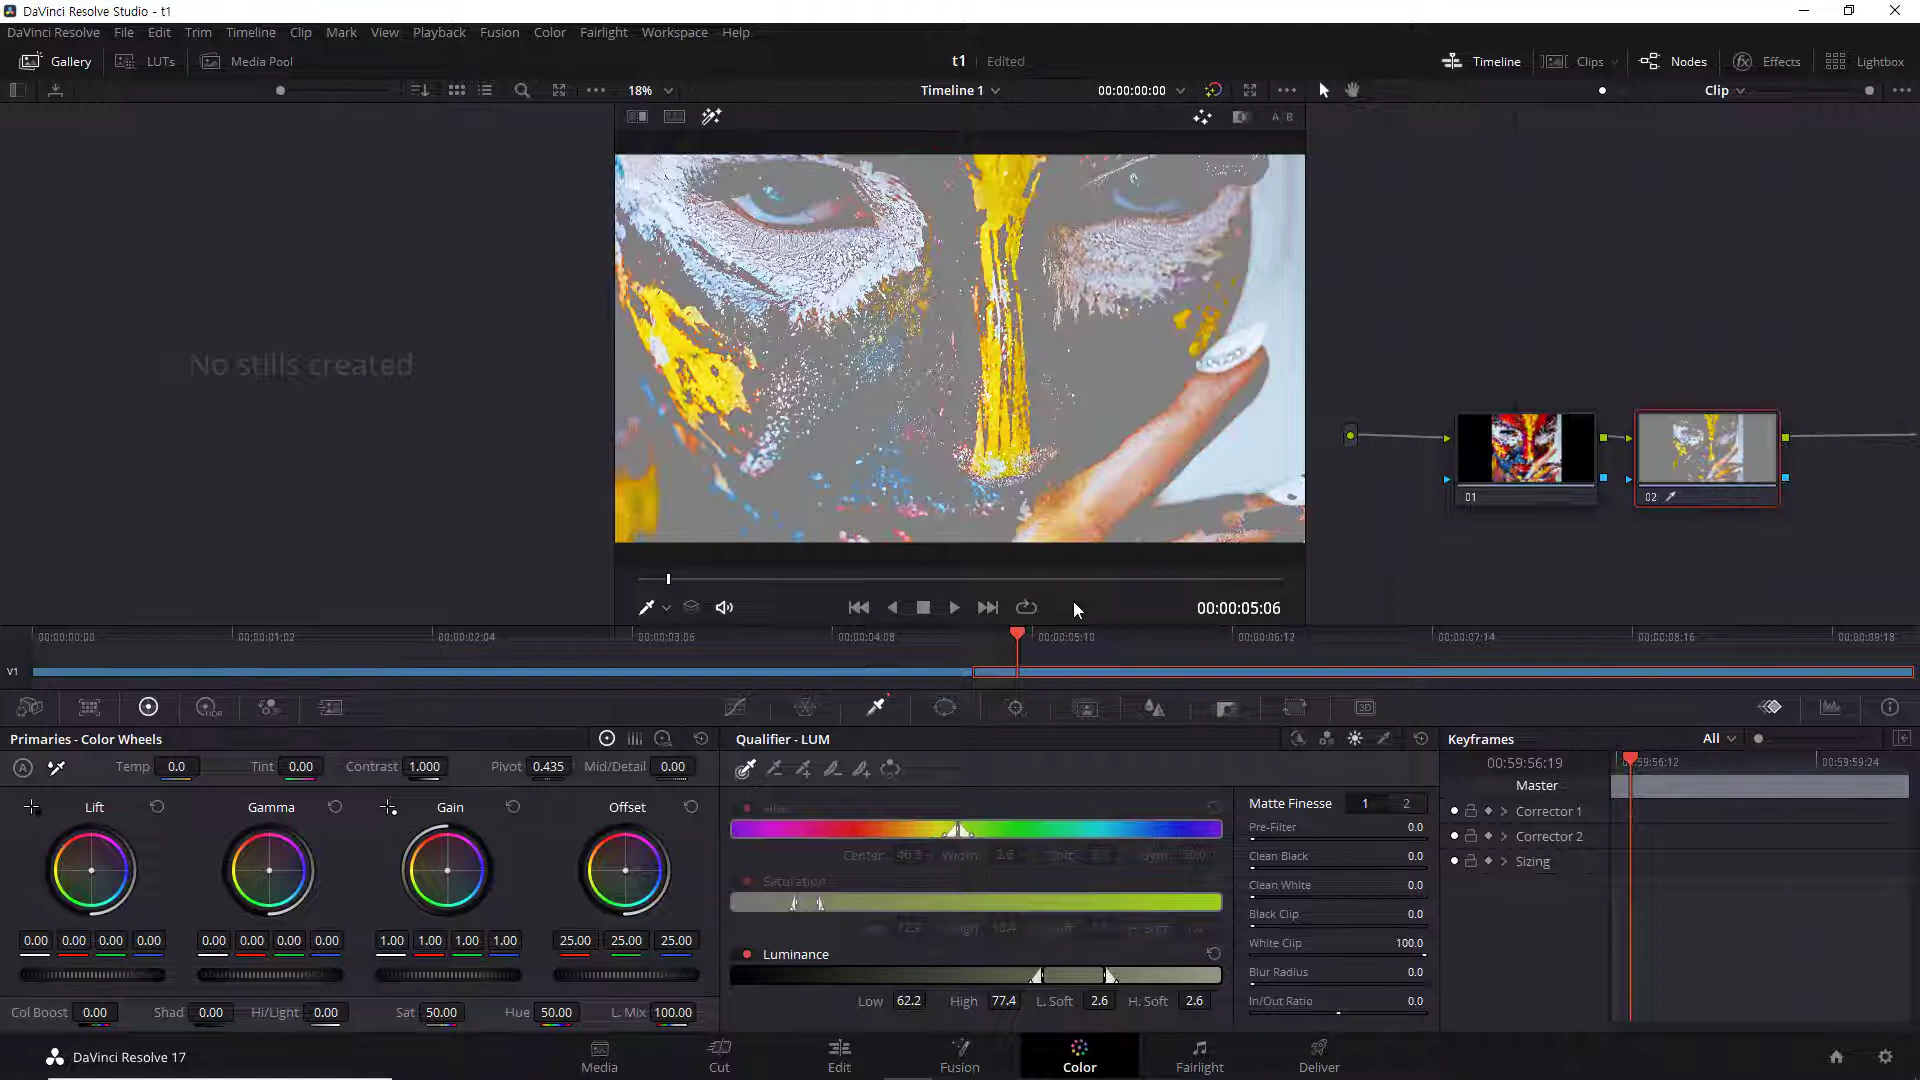 DaVinci Resolve Studio - t1
DaVinci Resolve File Edit Trim Timeline Clip Mark View Playback Fusion Color Fairlight Workspace Help
Gallery LUTs Media Pool t1 Edited Timeline Clips Nodes Effects Lightbox
18% Timeline 1 00:00:00:00 Clip
A B
No stills created
01 02
00:00:05:06
00:00:00:00 00:00:01:02 00:00:02:04 00:00:03:06 00:00:04:08 00:00:05:10 00:00:06:12 00:00:07:14 00:00:08:16 00:00:09:18
V1
HDR 3D
Primaries - Color Wheels Qualifier - LUM Keyframes All
A Temp 0.0 Tint 0.00 Contrast 1.000 Pivot 0.435 Mid/Detail 0.00
00:59:56:19 59:56:12 00:59:59:24
Master
Lift Gamma Gain Offset Matte Finesse 1 2
Corrector 1
Pre-Filter 0.0
Corrector 2
Center Width
Clean Black 0.0
Sizing
Saturation
Clean White 0.0
Black Clip 0.0
0.00 0.00 0.00 0.00 0.00 0.00 0.00 0.00 1.00 1.00 1.00 1.00 25.00 25.00 25.00
White Clip 100.0
Luminance
Blur Radius 0.0
Low 62.2 High 77.4 L. Soft 2.6 H. Soft 2.6
In/Out Ratio 0.0
Col Boost 0.00 Shad 0.00 Hi/Light 0.00 Sat 50.00 Hue 50.00 L. Mix 100.00
DaVinci Resolve 17 Media Cut Edit Fusion Color Fairlight Deliver